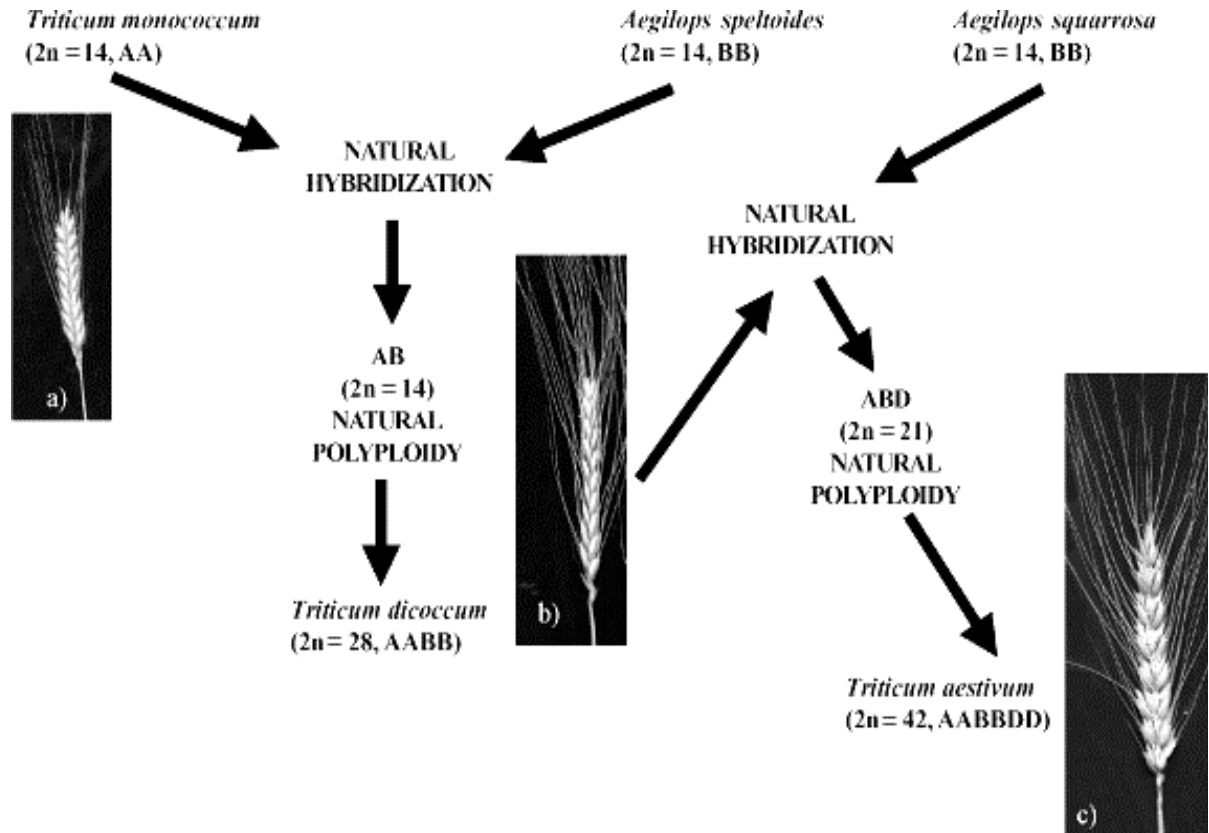 Triticum monococcum
(2n = 14, AA)
Aegilops speltoides
(2n = 14, BB)
Aegilops squarrosa
(2n = 14, BB)
NATURAL
HYBRIDIZATION
NATURAL
HYBRIDIZATION
AB
(2n = 14)
NATURAL
POLYPLOIDY
ABD
(2n = 21)
NATURAL
POLYPLOIDY
Triticum dicoccum
(2n = 28, AABB)
Triticum aestivum
(2n = 42, AABBDD)
a)
b)
c)